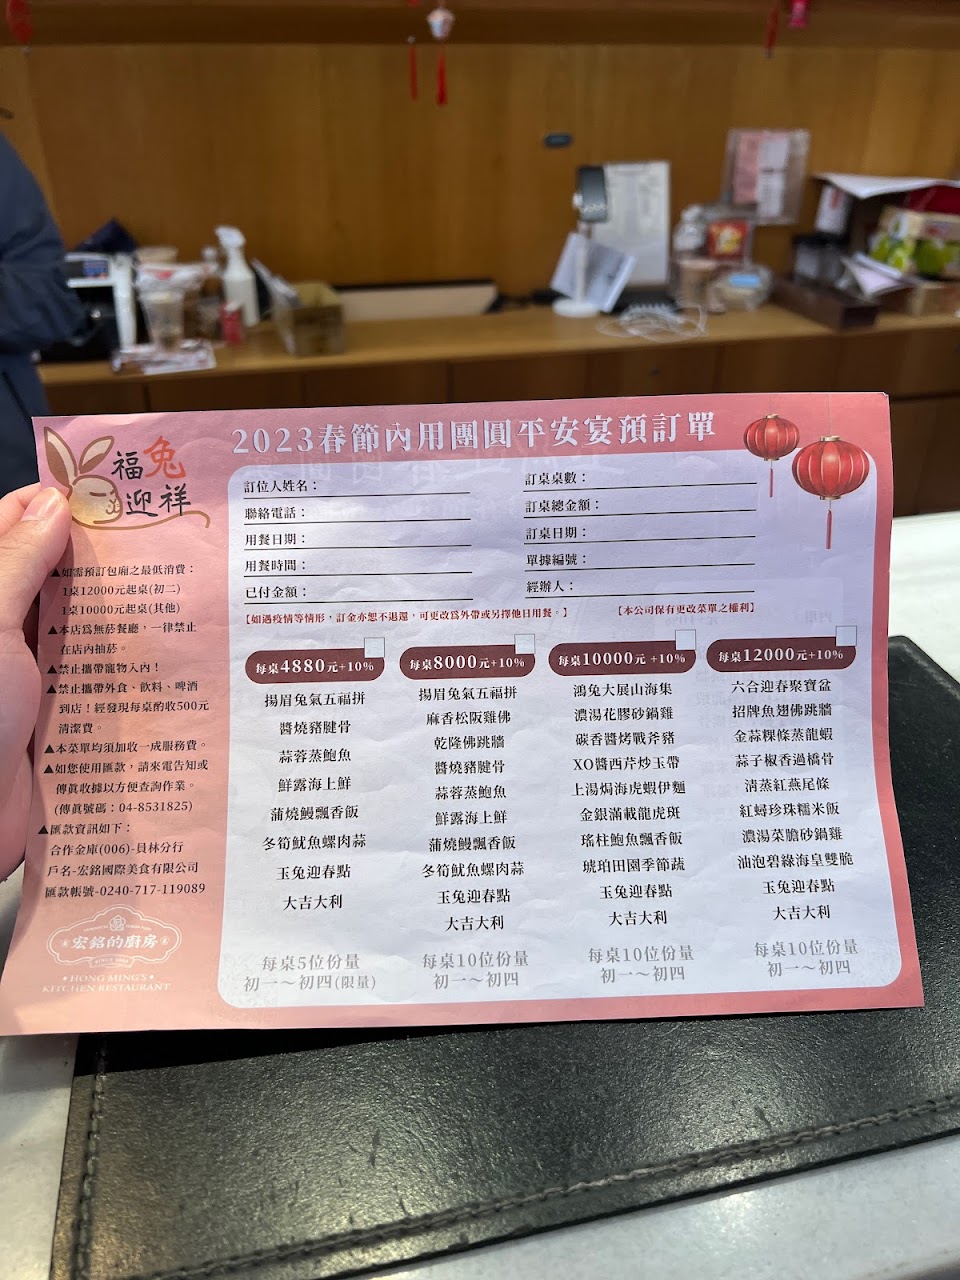 2023春節內用團圓平安宴預訂單
福兔
迎祥
訂位人姓名：
聯絡電話：
用餐日期：
用餐時間：
已付金額：
訂桌桌數：
訂桌總金額：
訂桌日期：
單據編號：
經辦人：
【如遇疫情等情形，訂金亦恕不退還，可更改為外帶或另擇他日用餐。】
【本公司保有更改菜單之權利】
▲如需預訂包廂之最低消費：
1桌12000元起桌(初二)
1桌10000元起桌(其他)
▲本店為無菸餐廳，一律禁止
在店內抽菸。
▲禁止攜帶寵物入內！
▲禁止攜帶外食、飲料、啤酒
到店！經發現每桌酌收500元
清潔費。
▲本菜單均須加收一成服務費。
▲如您使用匯款，請來電告知或
傳真收據以方便查詢作業。
(傳真號碼：04-8531825)
▲匯款資訊如下：
合作金庫(006)-員林分行
戶名-宏銘國際美食有限公司
匯款帳號-0240-717-119089
宏銘的廚房
SINCE
HONG MING'S
KITCHEN RESTAURANT
每桌4880元+10%
揚眉兔氣五福拼
醬燒豬腱骨
蒜蓉蒸鮑魚
鮮露海上鮮
蒲燒鰻飄香飯
冬筍魷魚螺肉蒜
玉兔迎春點
大吉大利
每桌5位份量
初一～初四(限量)
每桌8000元+10%
揚眉兔氣五福拼
麻香松阪雞佛
乾隆佛跳牆
醬燒豬腱骨
蒜蓉蒸鮑魚
鮮露海上鮮
蒲燒鰻飄香飯
冬筍魷魚螺肉蒜
玉兔迎春點
大吉大利
每桌10位份量
初一～初四
每桌10000元+10%
鴻兔大展山海集
濃湯花膠砂鍋雞
碳香醬烤戰斧豬
XO醬西芹炒玉帶
上湯焗海虎蝦伊麵
金銀滿載龍虎斑
瑤柱鮑魚飄香飯
琥珀田園季節蔬
玉兔迎春點
大吉大利
每桌10位份量
初一～初四
每桌12000元+10%
六合迎春聚寶盆
招牌魚翅佛跳牆
金蒜粿條蒸龍蝦
蒜子椒香過橋骨
清蒸紅燕尾條
紅蟳珍珠糯米飯
濃湯菜膽砂鍋雞
油泡碧綠海皇雙脆
玉兔迎春點
大吉大利
每桌10位份量
初一～初四